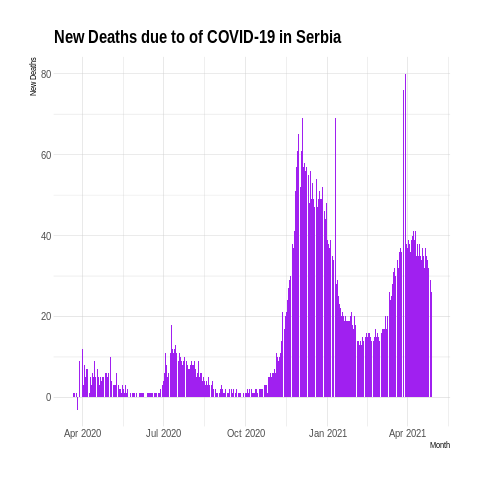 New Deaths due to of COVID-19 in Serbia
New Deaths
80
60
40
20
0
Apr 2020
Jul 2020
Oct 2020
Jan 2021
Apr 2021
Month